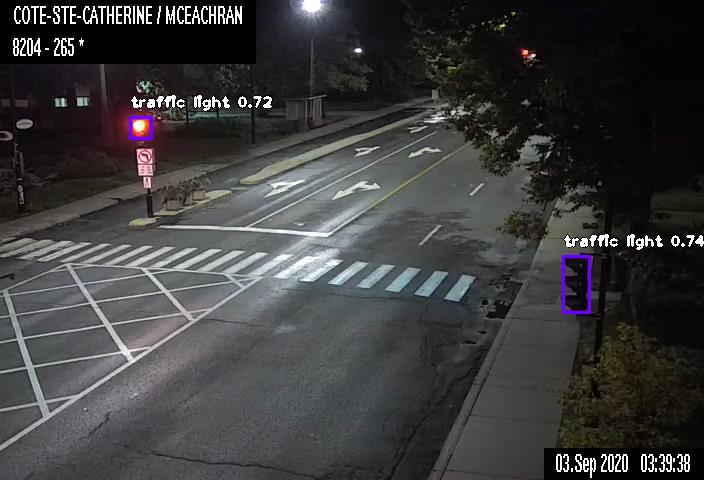 COTE-STE-CATHERINE / MCEACHRAN
8204 - 265 *
traffic light 0.72
traffic light 0.74
03.Sep 2020 03:39:38